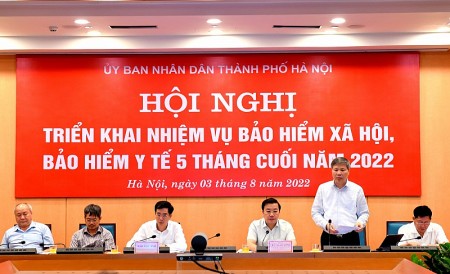 ỦY BAN NHÂN DÂN THÀNH PHỐ HÀ NỘI
HỘI NGHỊ
TRIỂN KHAI NHIỆM VỤ BẢO HIỂM XÃ HỘI,
BẢO HIỂM Y TẾ 5 THÁNG CUỐI NĂM 2022
Hà Nội, ngày 03 tháng 8 năm 2022